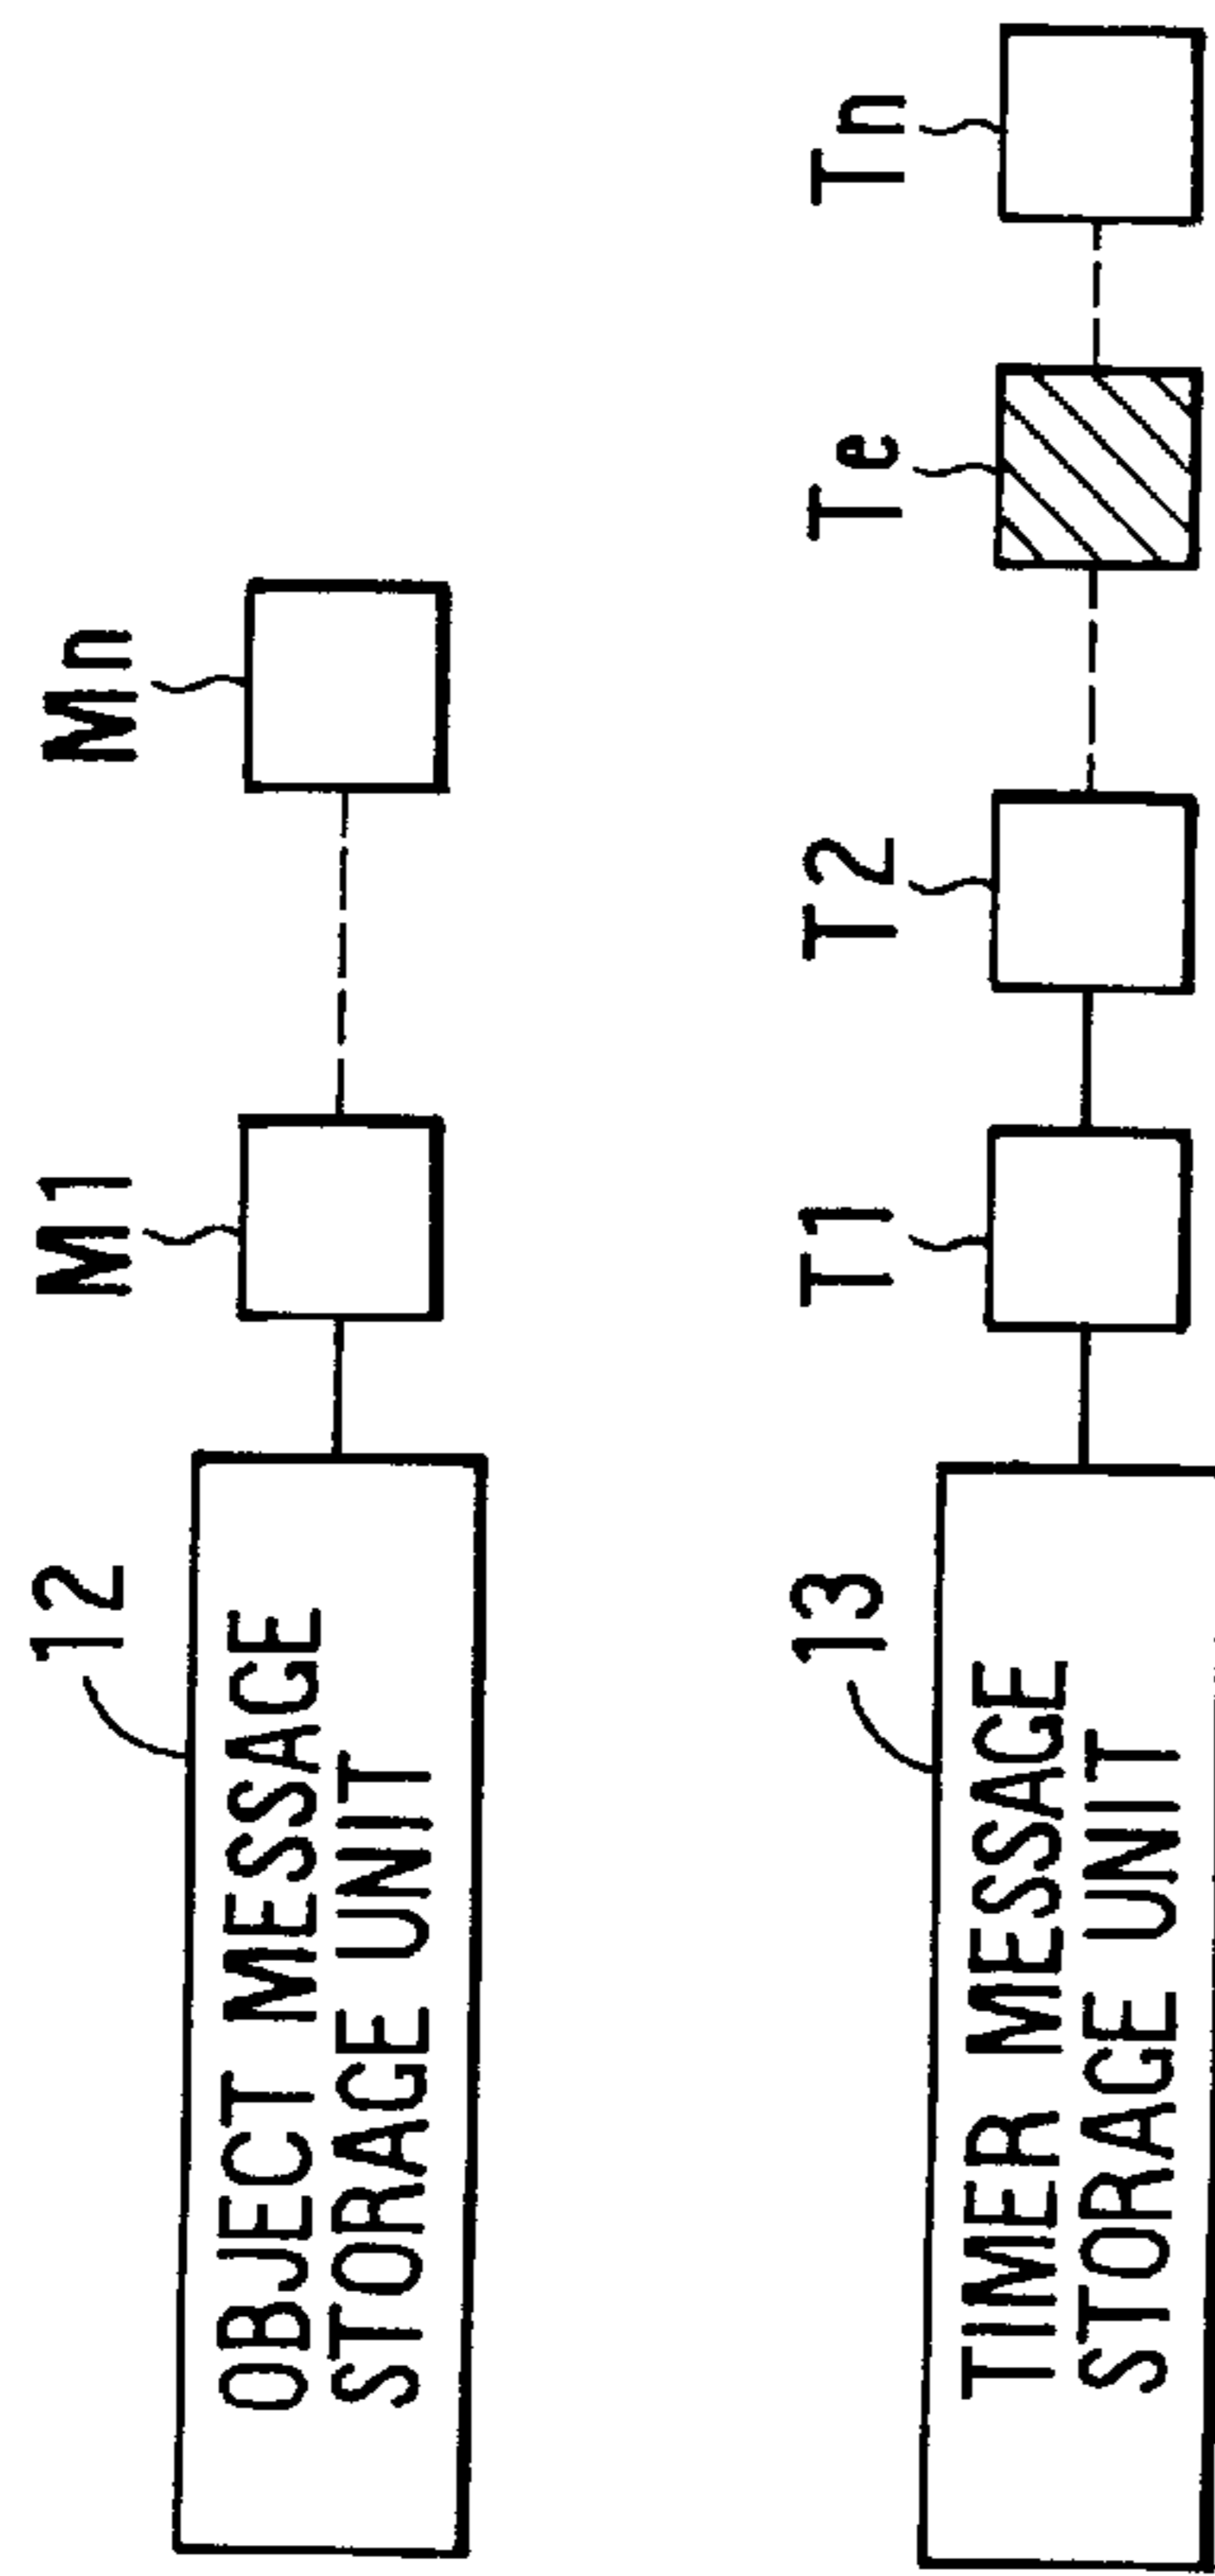 12
M1
Mn
OBJECT MESSAGE
STORAGE UNIT
13
T1
T2
Te
Tn
TIMER MESSAGE
STORAGE UNIT